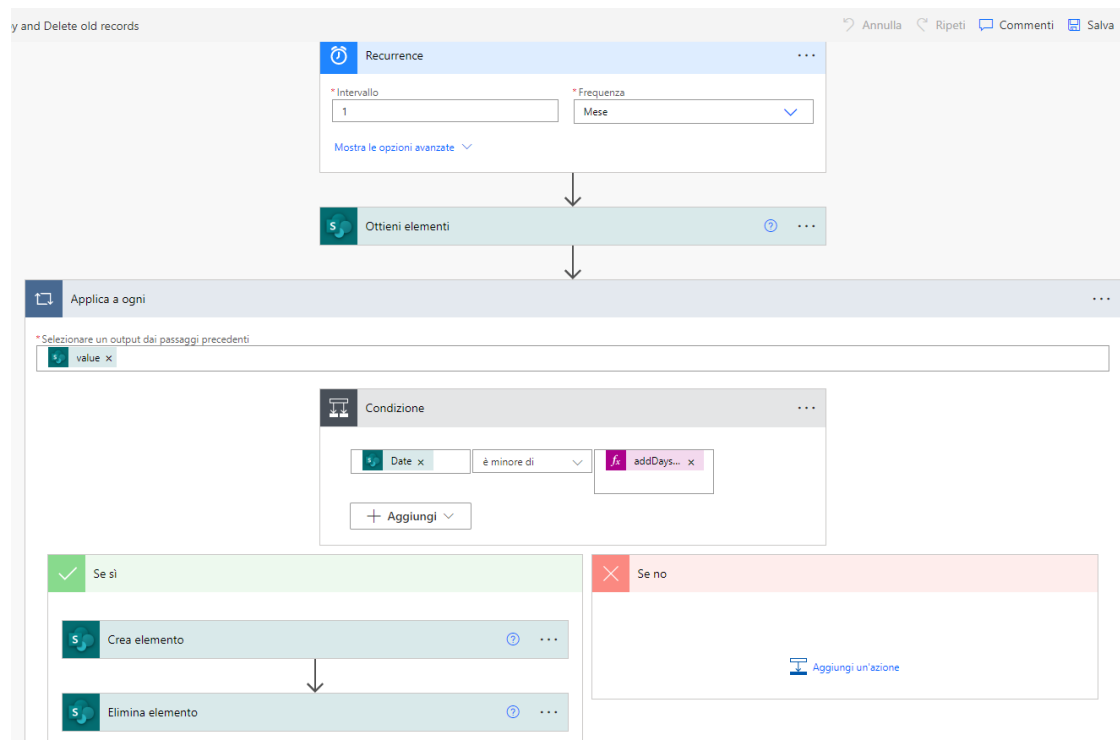 y and Delete old records
Annulla Ripeti Commenti Salva
Recurrence
* Intervallo * Frequenza
1 Mese
Mostra le opzioni avanzate
Ottieni elementi
Applica a ogni
* Selezionare un output dai passaggi precedenti
value
Condizione
Date è minore di addDays...
Aggiungi
Se sì Se no
Crea elemento
Aggiungi un'azione
Elimina elemento